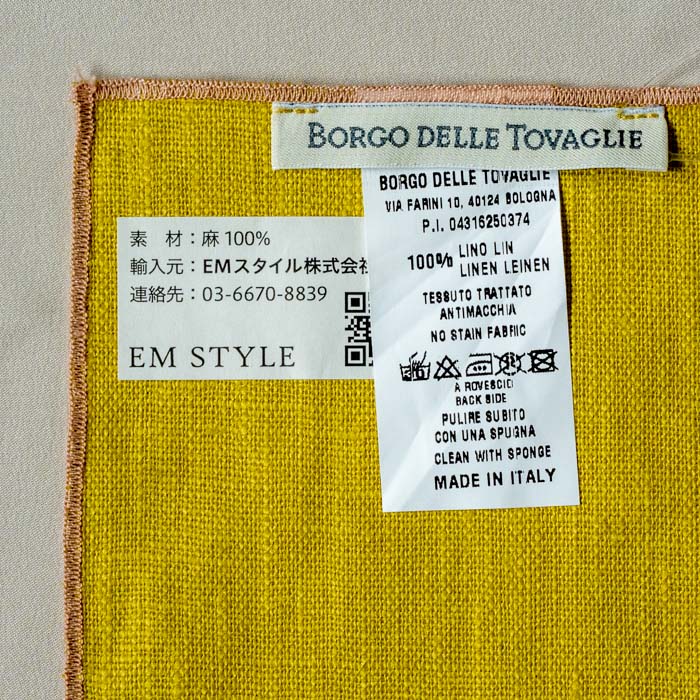 BORGO DELLE TOVAGLIE
BORGO DELLE TOVAGLIE
VIA FARINI 10, 40124 BOLOGNA
P.I. 04316250374
100% LINO LIN
LINEN LEINEN
TESSUTO TRATTATO
ANTIMACCHIA
NO STAIN FABRIC
A ROVESCIO
BACK SIDE
PULIRE SUBITO
CON UNA SPUGNA
CLEAN WITH SPONGE
MADE IN ITALY
素 材：麻 100%
輸入元：EMスタイル株式会社
連絡先：03-6670-8839
EM STYLE